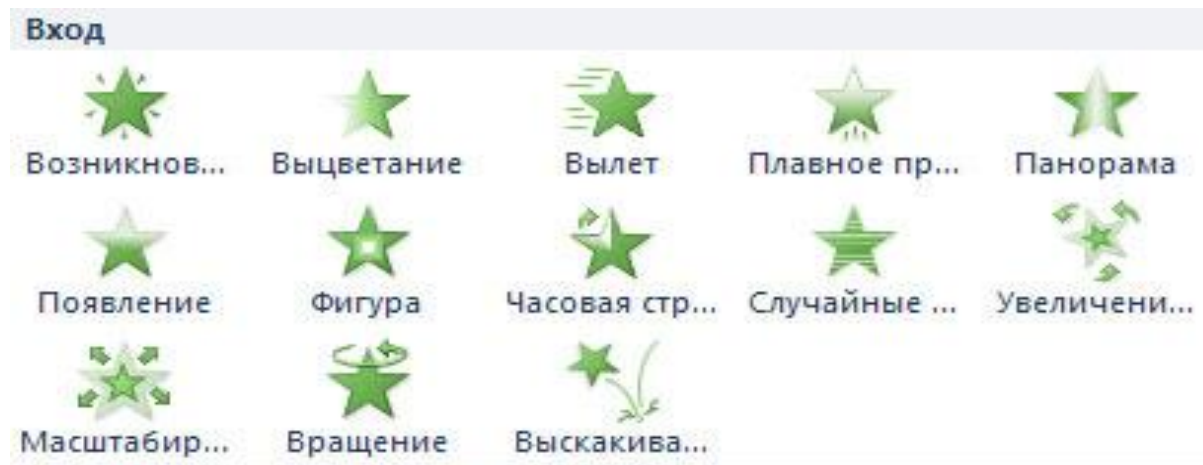 Вход
Возникнов... Выцветание Вылет Плавное пр... Панорама
Появление Фигура Часовая стр... Случайные ... Увеличени...
Масштабир... Вращение Выскакива...